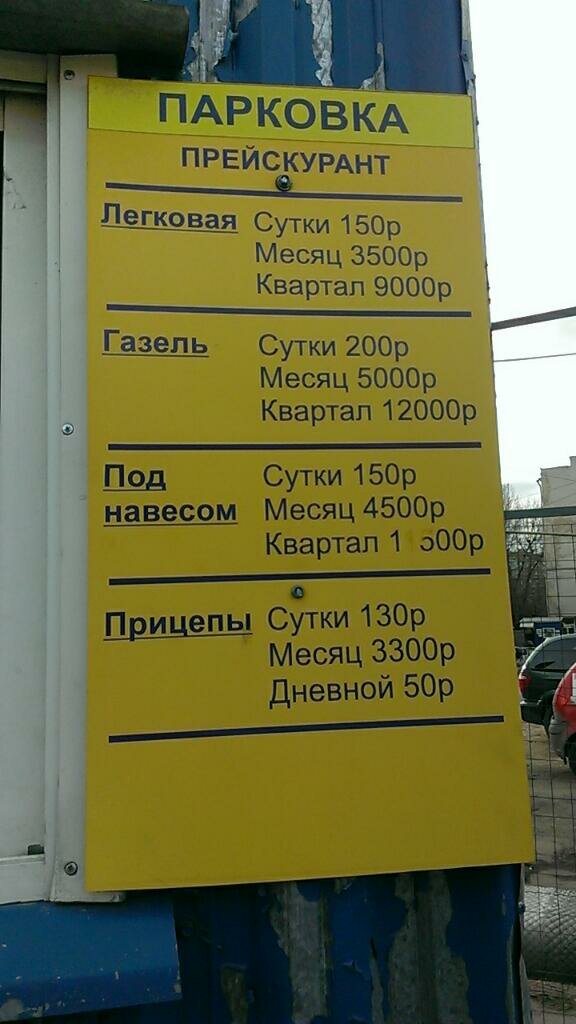 ПАРКОВКА
ПРЕЙСКУРАНТ
Легковая Сутки 150р
Месяц 3500р
Квартал 9000р
Газель Сутки 200р
Месяц 5000р
Квартал 12000р
Под Сутки 150р
навесом Месяц 4500р
Квартал
Прицепы Сутки 130р
Месяц 3300р
Дневной 50р